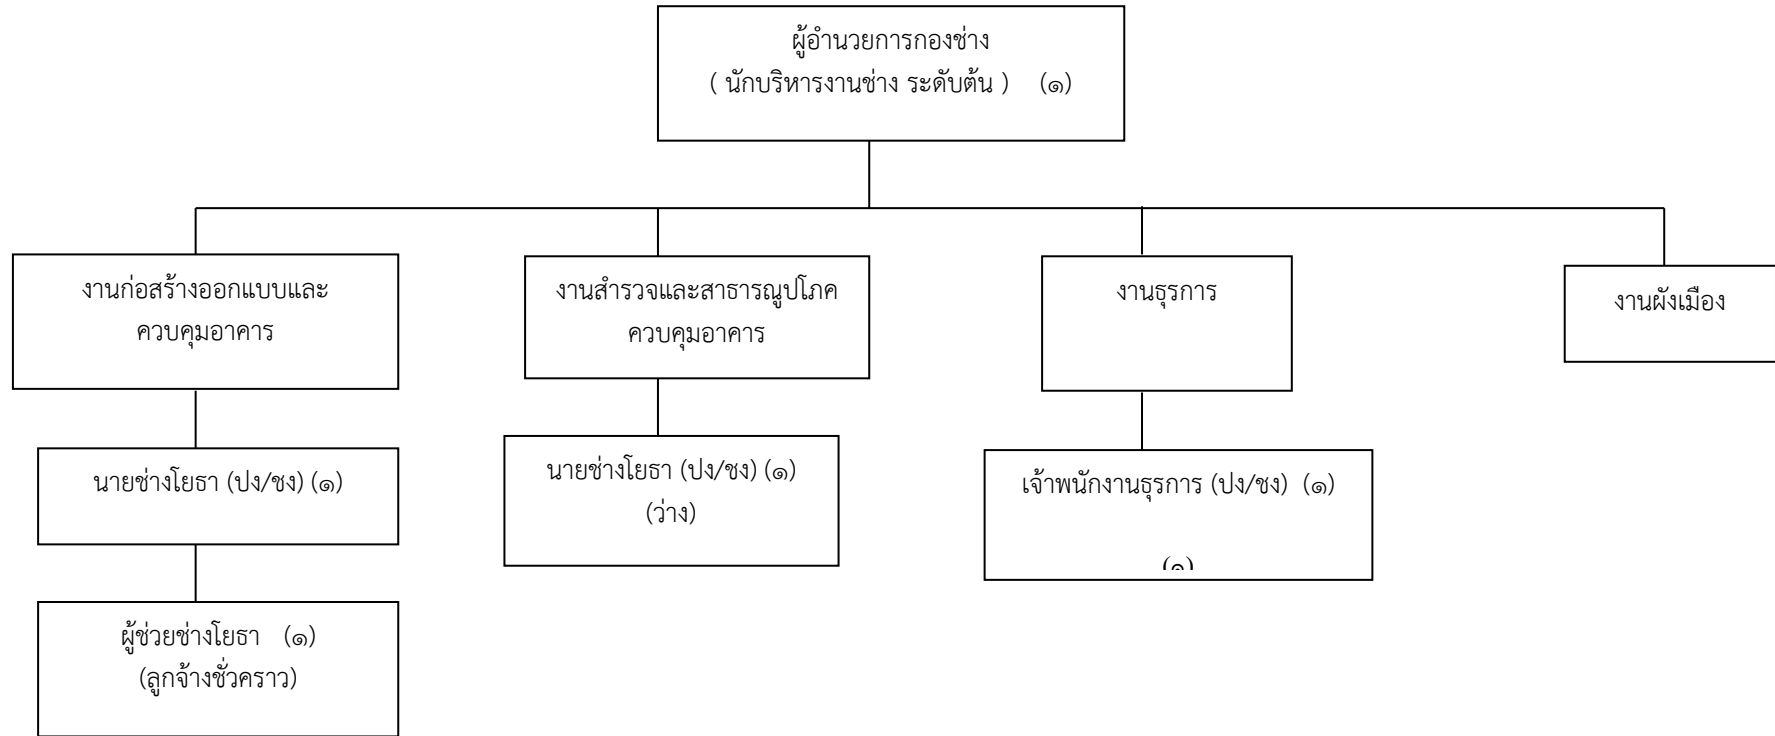 ผู้อำนวยการกองช่าง
( นักบริหารงานช่าง ระดับต้น ) (๑)
งานก่อสร้างออกแบบและ
ควบคุมอาคาร
งานสำรวจและสาธารณูปโภค
ควบคุมอาคาร
งานธุรการ
งานผังเมือง
นายช่างโยธา (ปง/ชง) (๑)
นายช่างโยธา (ปง/ชง) (๑)
(ว่าง)
เจ้าพนักงานธุรการ (ปง/ชง) (๑)
(๑)
ผู้ช่วยช่างโยธา (๑)
(ลูกจ้างชั่วคราว)